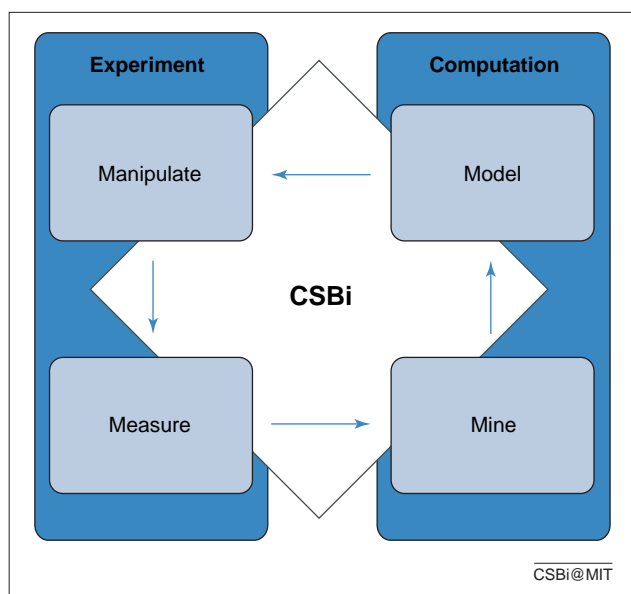 Experiment
Computation
Manipulate
Model
CSBi
Measure
Mine
CSBi@MIT